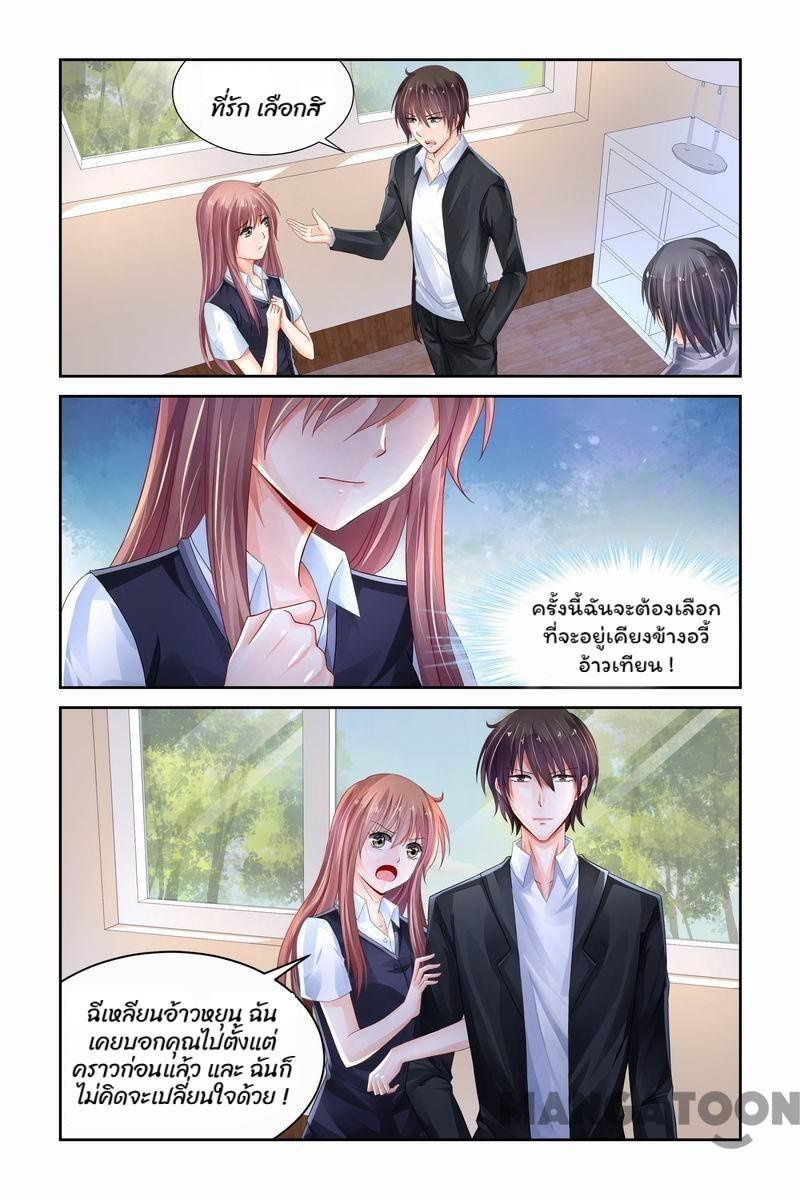 ที่รัก เลือกสิ
ครั้งนี้ฉันจะต้องเลือก
ที่จะอยู่เคียงข้างอวี้
อ้าวเทียน !
ฉีเหลียนอ้าวหยุน ฉัน
เคยบอกคุณไปตั้งแต่
คราวก่อนแล้ว และ ฉันก็
ไม่คิดจะเปลี่ยนใจด้วย !
MANGATOON